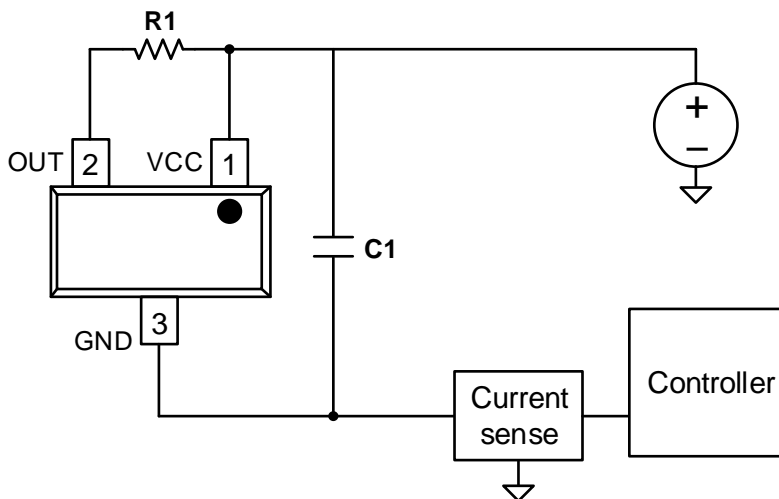 R1
OUT 2 VCC 1
+
–
C1
3
GND
Controller
Current
sense